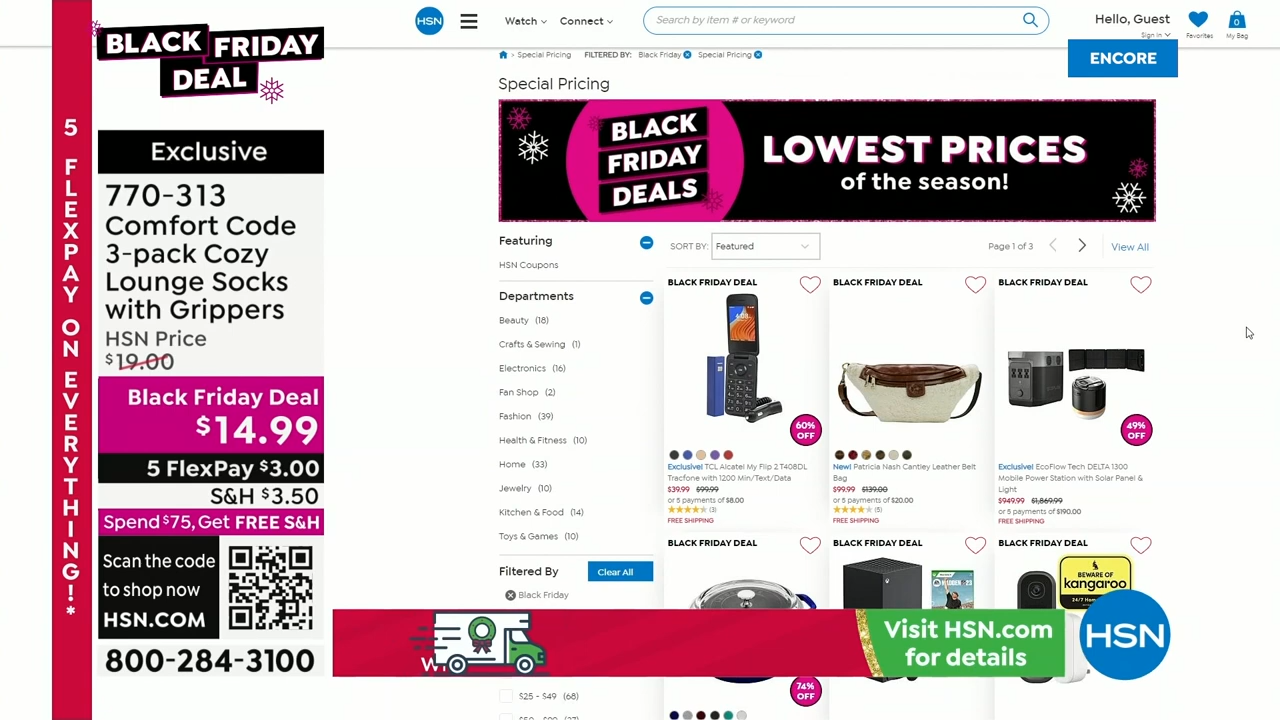 5 FLEXPAY ON EVERYTHING!*
BLACK FRIDAY
DEAL
Exclusive
770-313
Comfort Code
3-pack Cozy
Lounge Socks
with Grippers
HSN Price
$19.00
Black Friday Deal
$14.99
5 FlexPay $3.00
S&H $3.50
Spend $75, Get FREE S&H
Scan the code
to shop now
HSN.COM
800-284-3100
HSN
Watch
Connect
Search by item # or keyword
Hello, Guest
Sign in
Favorites
0
My Bag
ENCORE
> Special Pricing
FILTERED BY: Black Friday Special Pricing
Special Pricing
BLACK
FRIDAY
DEALS
LOWEST PRICES
of the season!
Featuring
HSN Coupons
Departments
Beauty (18)
Crafts & Sewing (1)
Electronics (16)
Fan Shop (2)
Fashion (39)
Health & Fitness (10)
Home (33)
Jewelry (10)
Kitchen & Food (14)
Toys & Games (10)
Filtered By
Clear All
Black Friday
$25 - $49 (68)
SORT BY: Featured
Page 1 of 3
View All
BLACK FRIDAY DEAL
60%
OFF
Exclusive! TCL Alcatel My Flip 2 T408DL
Tracfone with 1200 Min/Text/Data
$39.99 $99.99
or 5 payments of $8.00
(3)
FREE SHIPPING
BLACK FRIDAY DEAL
New! Patricia Nash Cantley Leather Belt
Bag
$99.99 $139.00
or 5 payments of $20.00
(5)
FREE SHIPPING
BLACK FRIDAY DEAL
49%
OFF
Exclusive! EcoFlow Tech DELTA 1300
Mobile Power Station with Solar Panel &
Light
$949.99 $1,869.99
or 5 payments of $190.00
FREE SHIPPING
BLACK FRIDAY DEAL
74%
OFF
BLACK FRIDAY DEAL
BLACK FRIDAY DEAL
BEWARE OF
kangaroo
Visit HSN.com
for details
HSN